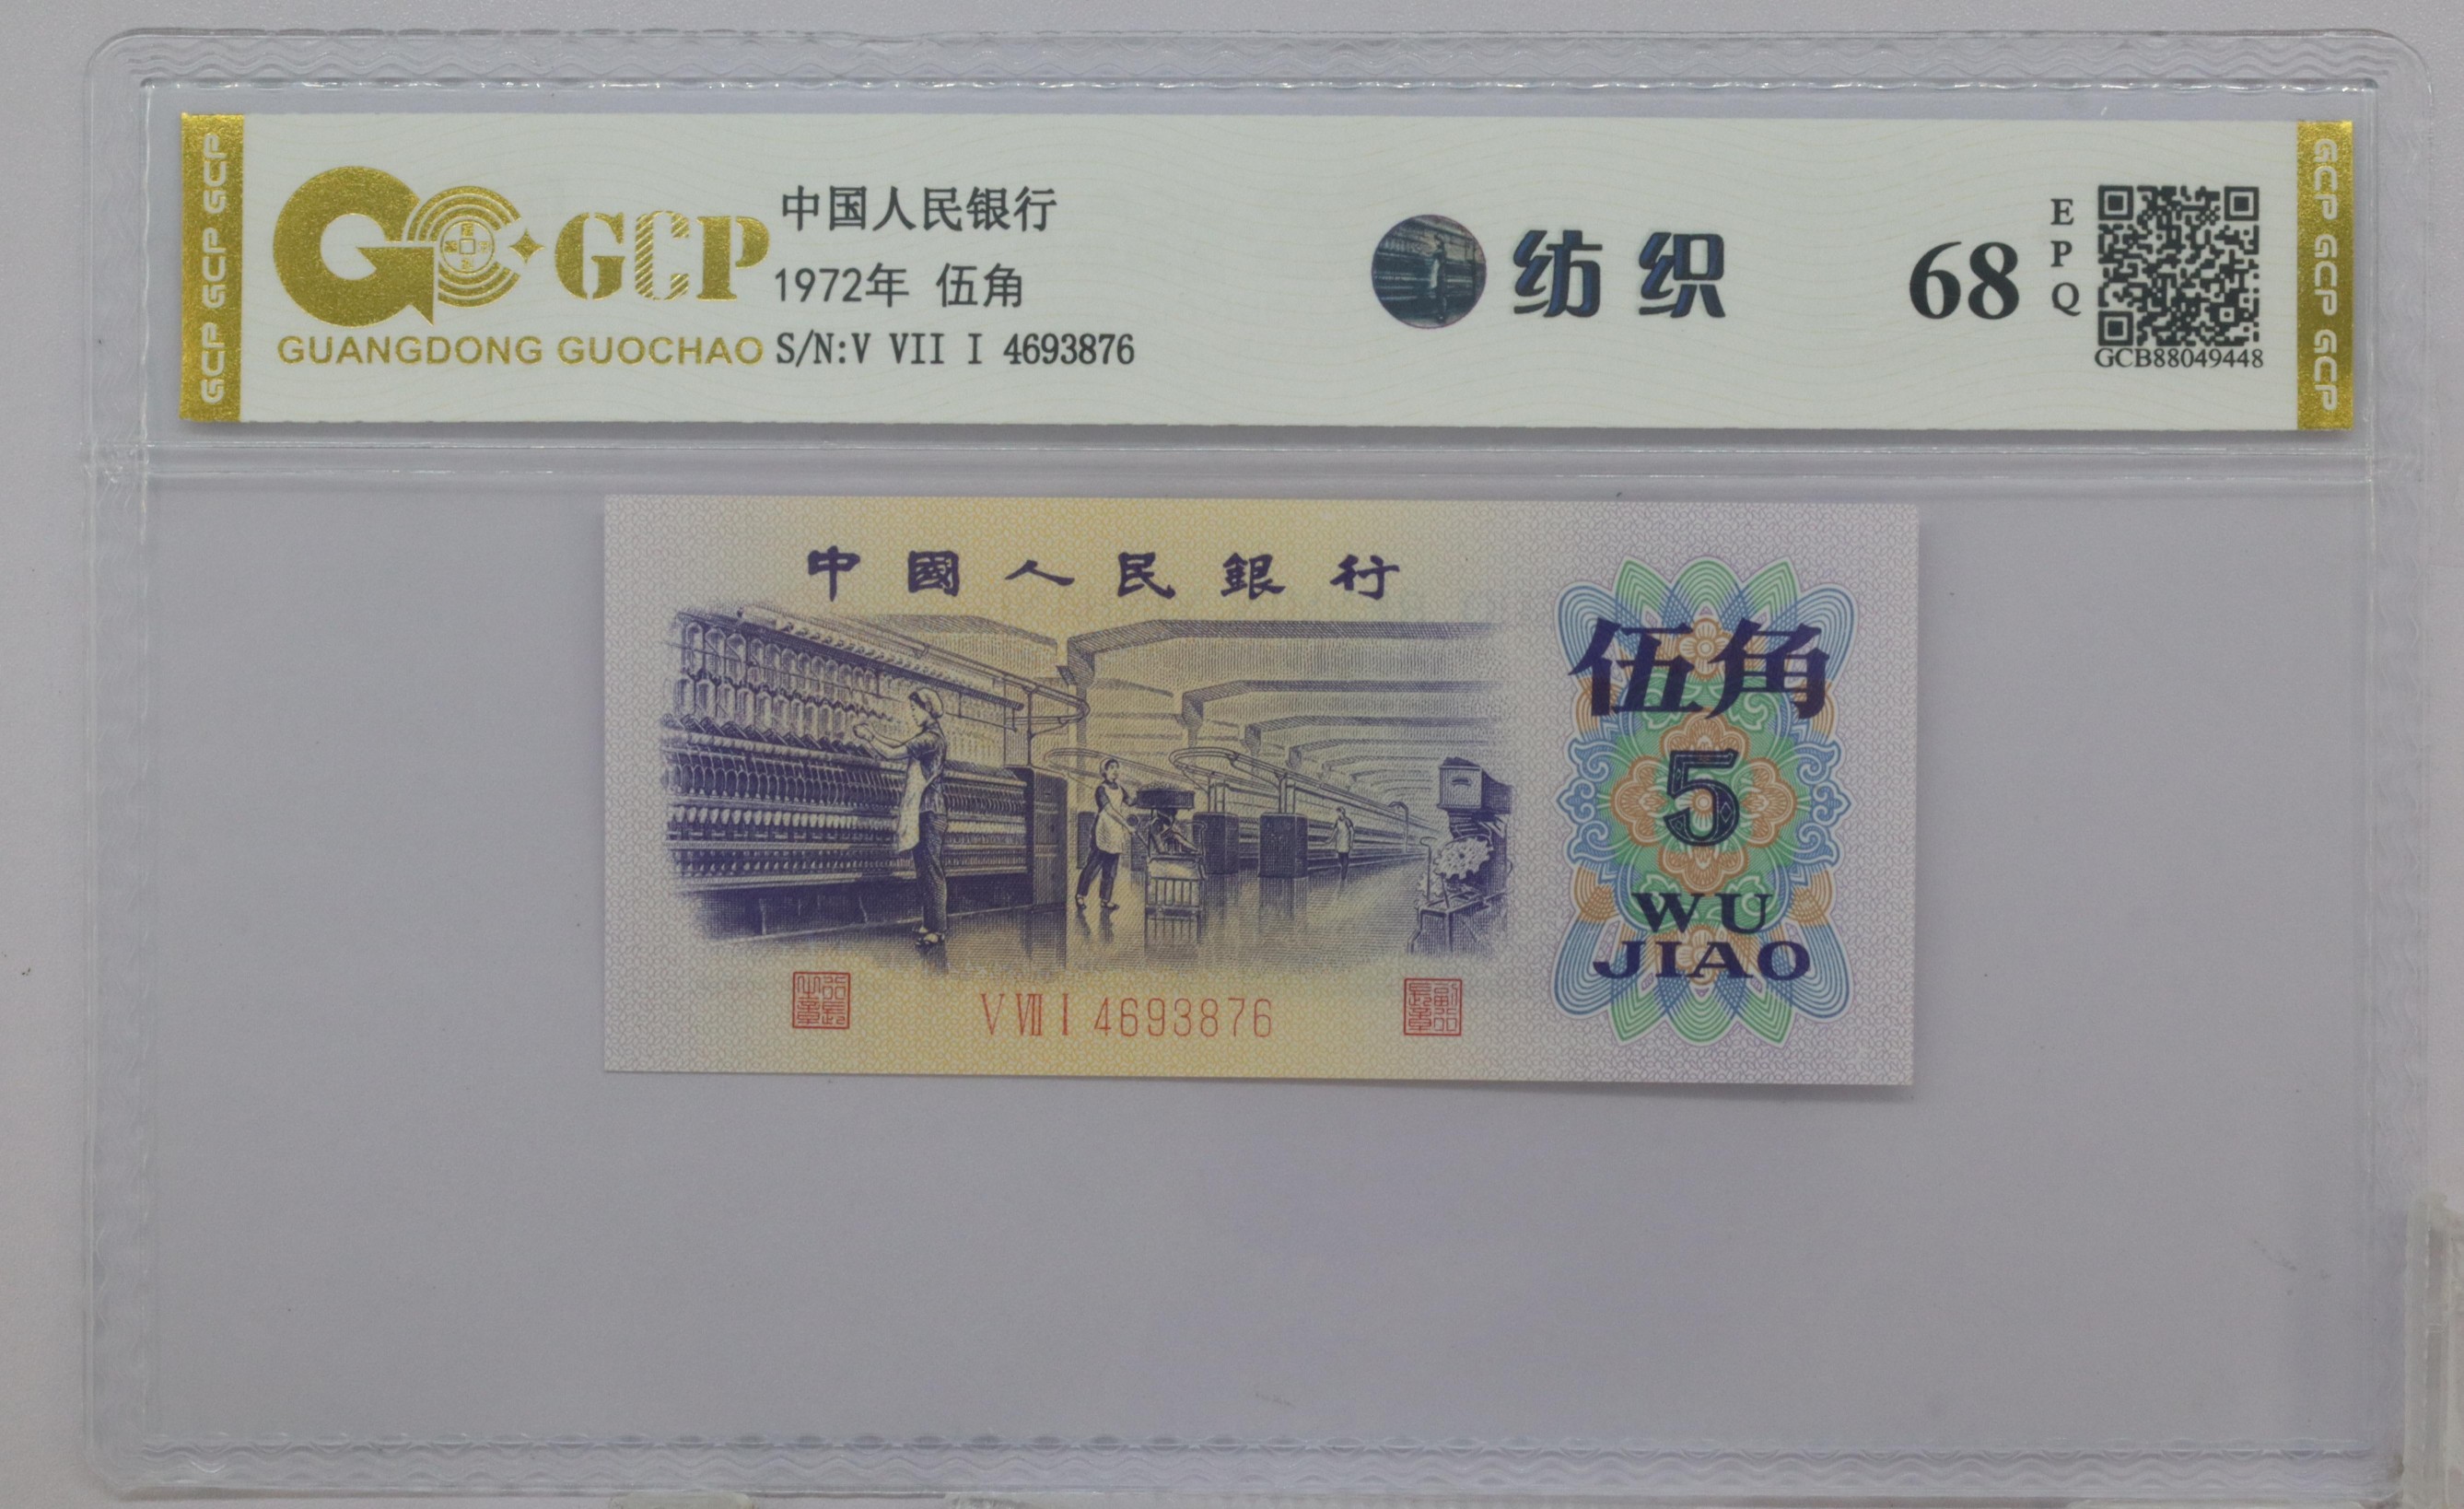 GCP GCP GCP
GCP
GUANGDONG GUOCHAO
中国人民银行
1972年 伍角
S/N:V VII I 4693876
纺织
68
EPQ
GCB88049448
GCP GCP GCP
中國人民銀行
伍角
5
WU
JIAO
V VII I 4693876